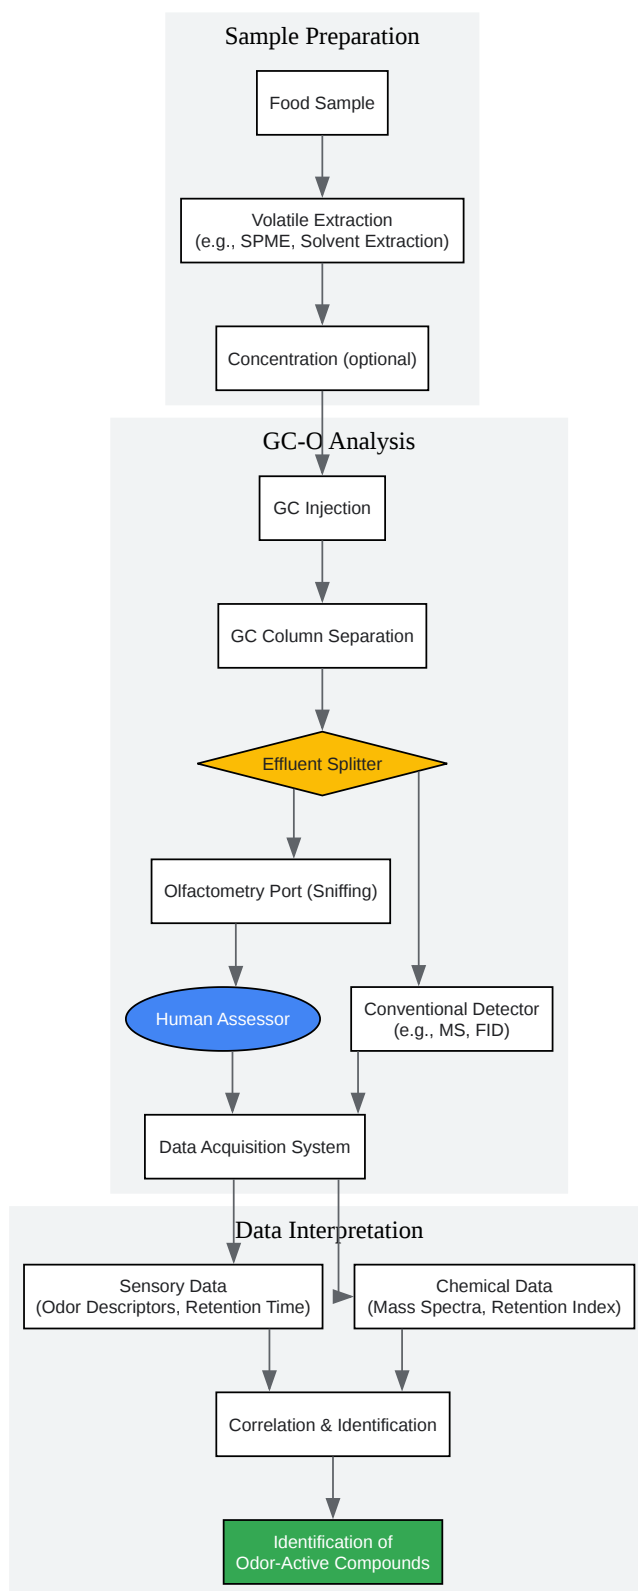 Sample Preparation
Food Sample
Volatile Extraction
(e.g., SPME, Solvent Extraction)
Concentration (optional)
GC-O Analysis
GC Injection
GC Column Separation
Effluent Splitter
Olfactometry Port (Sniffing)
Human Assessor
Conventional Detector
(e.g., MS, FID)
Data Acquisition System
Data Interpretation
Sensory Data
(Odor Descriptors, Retention Time)
Chemical Data
(Mass Spectra, Retention Index)
Correlation & Identification
Identification of
Odor-Active Compounds